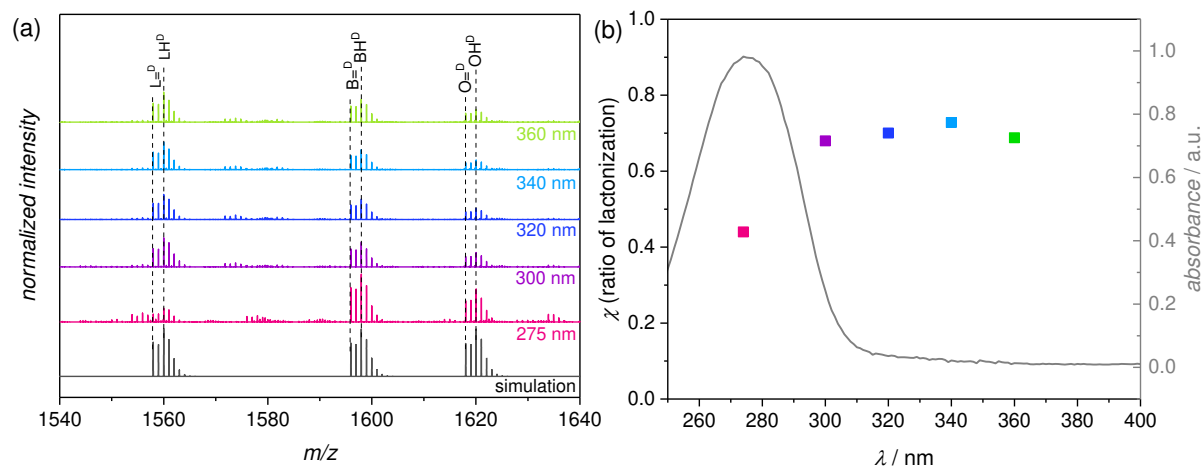 (a)
normalized intensity
L=ᴰ
LHᴰ
B=ᴰ
BHᴰ
O=ᴰ
OHᴰ
360 nm
340 nm
320 nm
300 nm
275 nm
simulation
1540 1560 1580 1600 1620 1640
m/z
(b)
χ (ratio of lactonization)
1.0
0.8
0.6
0.4
0.2
0.0
260 280 300 320 340 360 380 400
λ / nm
1.0
0.8
0.6
0.4
0.2
0.0
absorbance / a.u.